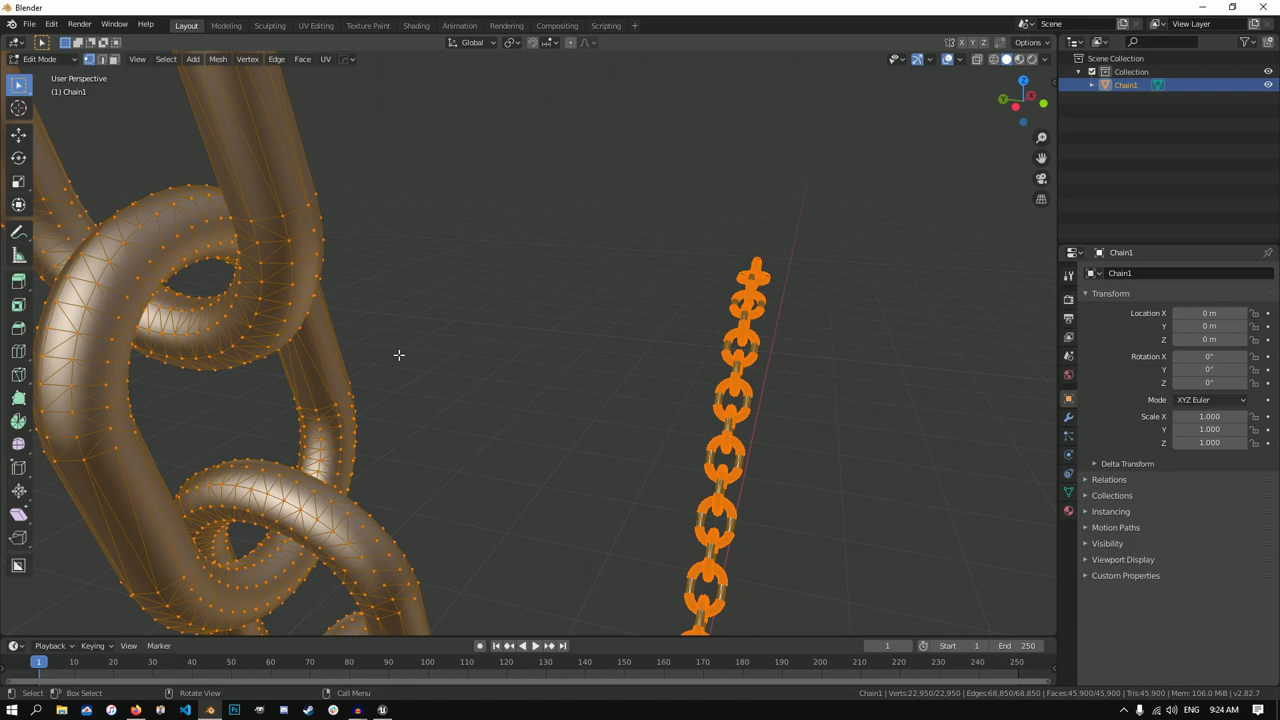 Blender
File Edit Render Window Help Layout Modeling Sculpting UV Editing Texture Paint Shading Animation Rendering Compositing Scripting + Scene View Layer
Global X Y Z Options
Edit Mode View Select Add Mesh Vertex Edge Face UV
User Perspective
(1) Chain1
Z
Y
X
Scene Collection
Collection
Chain1
Chain1
Chain1
Transform
Location X 0 m
Y 0 m
Z 0 m
Rotation X 0°
Y 0°
Z 0°
Mode XYZ Euler
Scale X 1.000
Y 1.000
Z 1.000
Delta Transform
Relations
Collections
Instancing
Motion Paths
Visibility
Viewport Display
Custom Properties
Playback Keying View Marker 1 Start 1 End 250
1 10 20 30 40 50 60 70 80 90 100 110 120 130 140 150 160 170 180 190 200 210 220 230 240 250
Select Box Select Rotate View Call Menu Chain1 | Verts:22,950/22,950 | Edges:68,850/68,850 | Faces:45,900/45,900 | Tris:45,900 | Mem: 106.0 MiB | v2.82.7
ENG 9:24 AM